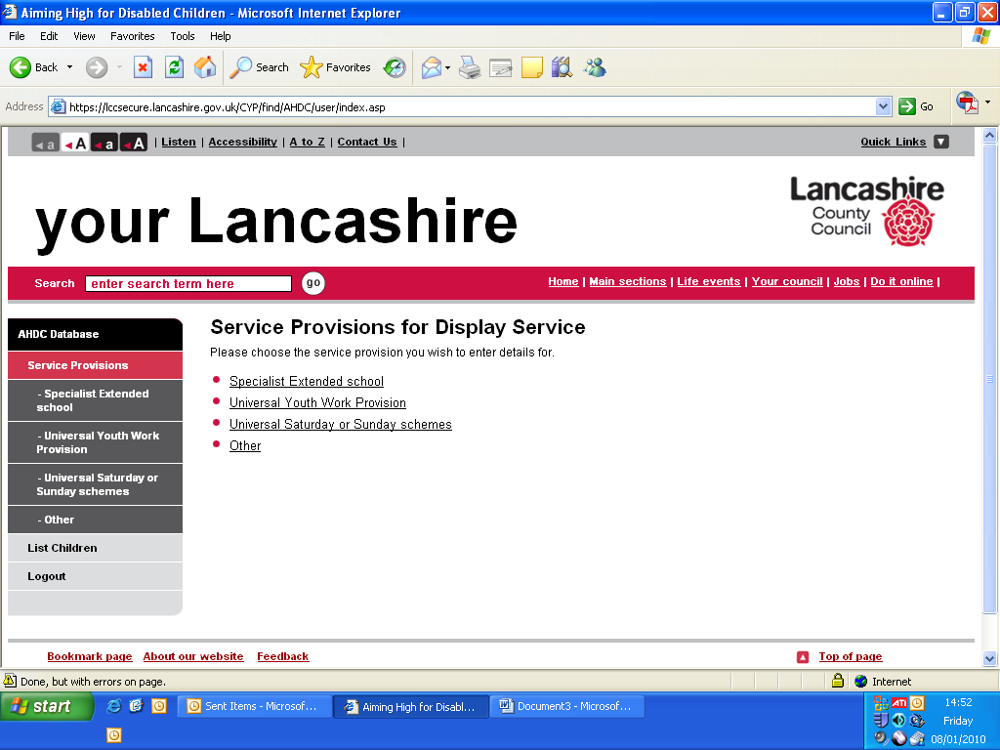 Aiming High for Disabled Children - Microsoft Internet Explorer
File Edit View Favorites Tools Help
Back Search Favorites
Address https://lccsecure.lancashire.gov.uk/CYP/find/AHDC/user/index.asp Go
a A a A | Listen | Accessibility | A to Z | Contact Us | Quick Links
your Lancashire
Lancashire
County
Council
Search enter search term here go Home | Main sections | Life events | Your council | Jobs | Do it online |
AHDC Database
Service Provisions
- Specialist Extended
school
- Universal Youth Work
Provision
- Universal Saturday or
Sunday schemes
- Other
List Children
Logout
Service Provisions for Display Service
Please choose the service provision you wish to enter details for.
Specialist Extended school
Universal Youth Work Provision
Universal Saturday or Sunday schemes
Other
Bookmark page About our website Feedback Top of page
Done, but with errors on page. Internet
start Sent Items - Microsof... Aiming High for Disabl... Document3 - Microsof...
ATI 14:52
Friday
08/01/2010